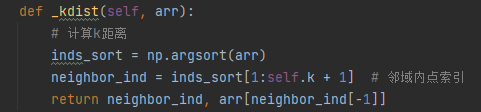 def _kdist(self, arr):
# 计算k距离
inds_sort = np.argsort(arr)
neighbor_ind = inds_sort[1:self.k + 1]  # 邻域内点索引
return neighbor_ind, arr[neighbor_ind[-1]]